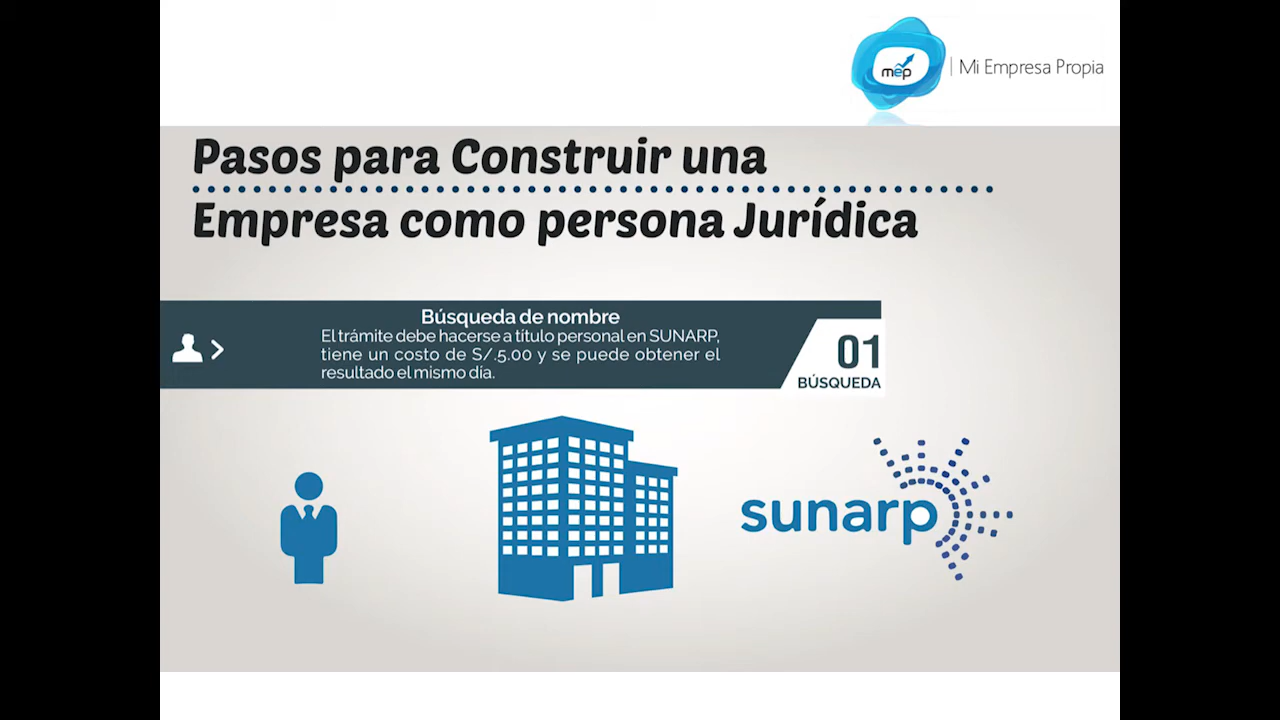 mep
| Mi Empresa Propia
Pasos para Construir una
Empresa como persona Jurídica
Búsqueda de nombre
El trámite debe hacerse a título personal en SUNARP,
tiene un costo de S/.5.00 y se puede obtener el
resultado el mismo día.
01
BÚSQUEDA
sunarp